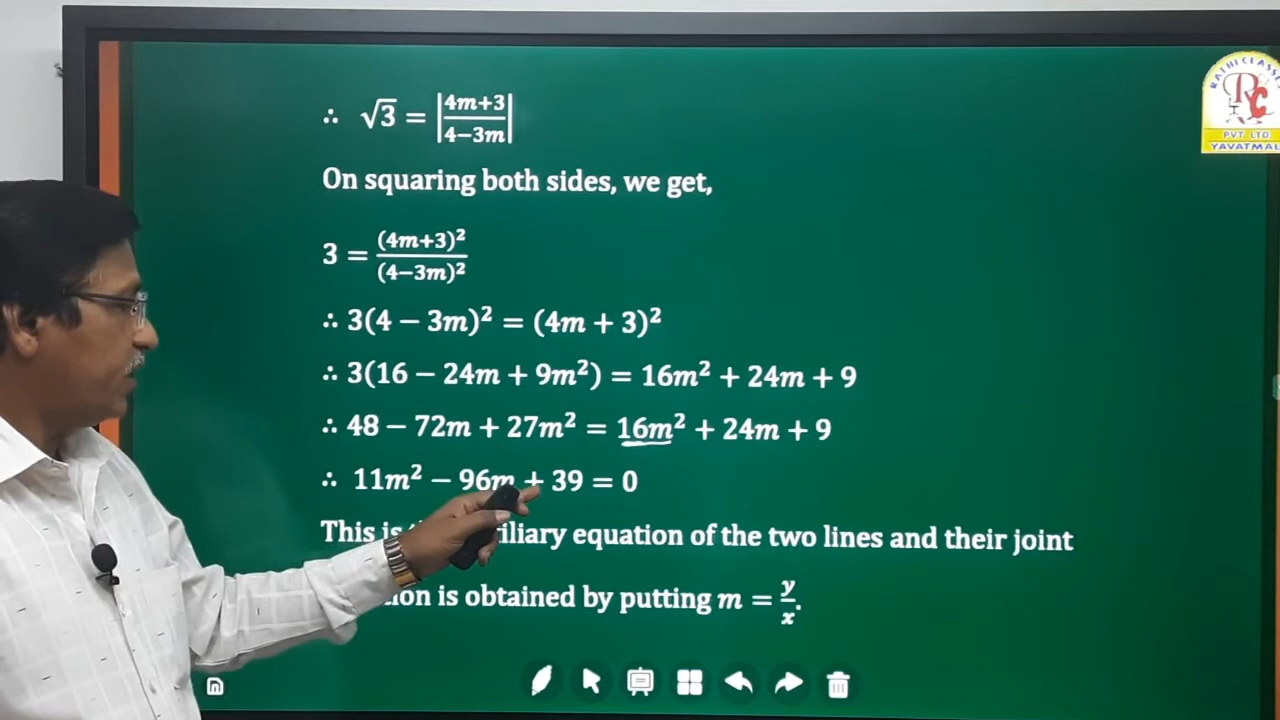 ∴ √3 = |4m+3 / 4−3m|
On squaring both sides, we get,
3 = (4m+3)² / (4−3m)²
∴ 3(4 − 3m)² = (4m + 3)²
∴ 3(16 − 24m + 9m²) = 16m² + 24m + 9
∴ 48 − 72m + 27m² = 16m² + 24m + 9
∴ 11m² − 96m + 39 = 0
This is iliary equation of the two lines and their joint
ion is obtained by putting m = y/x.
RATHI CLASSES
RC
PVT. LTD.
YAVATMAL